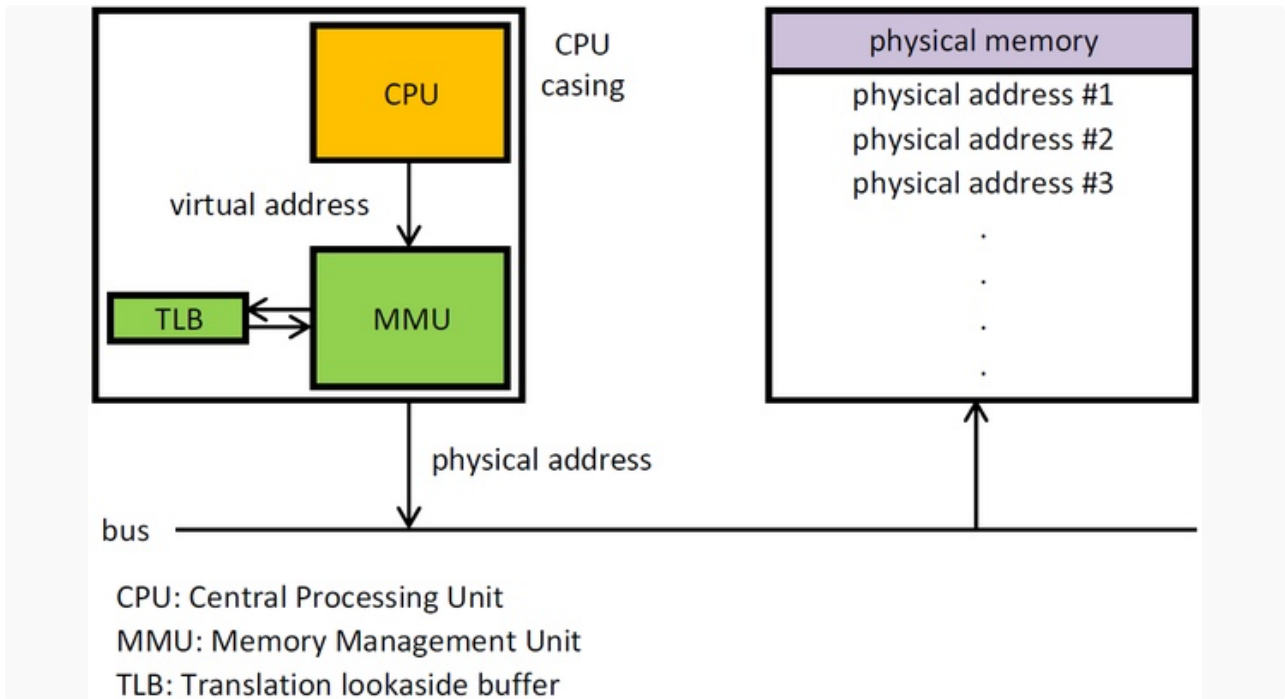 CPU
casing
CPU
virtual address
TLB
MMU
physical memory
physical address #1
physical address #2
physical address #3
.
.
.
.
physical address
bus
CPU: Central Processing Unit
MMU: Memory Management Unit
TLB: Translation lookaside buffer